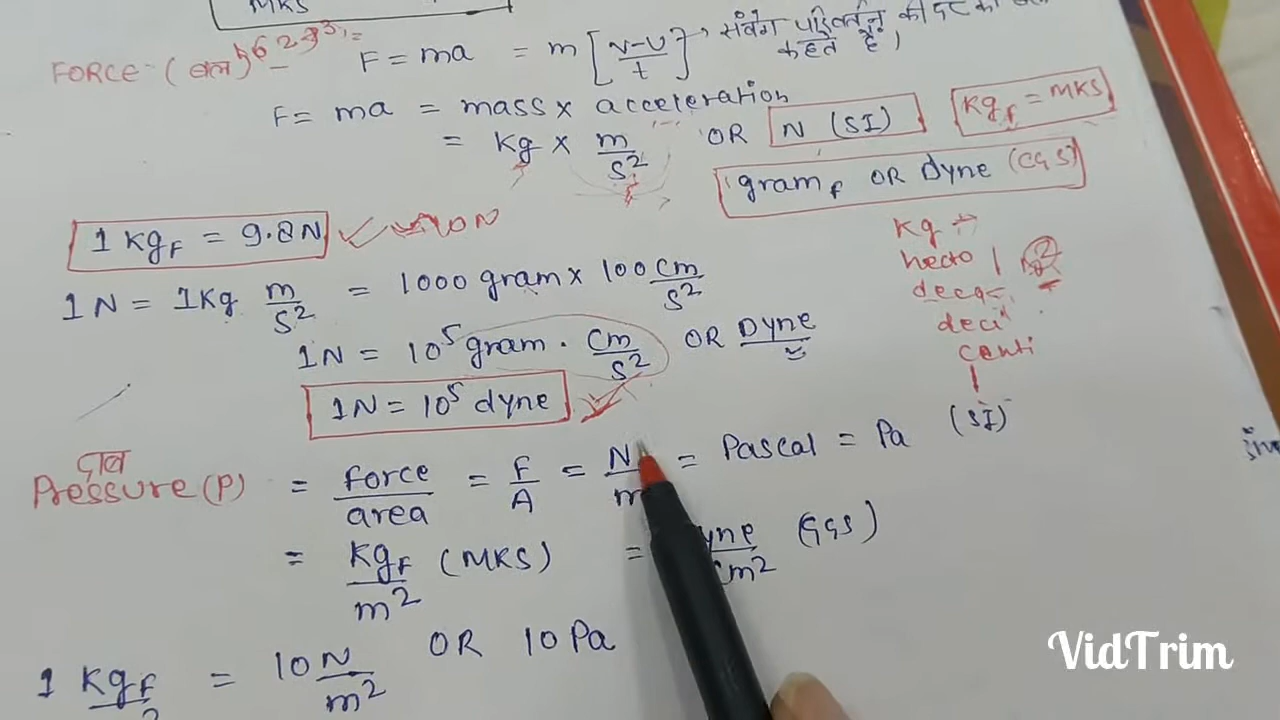 MKS
FORCE - (बल) = F = ma = m [v-u/t], संवेग परिवर्तन की दर को
कहते हैं।
F = ma = mass x acceleration
= kg x m/s² OR N (SI) kgf = MKS
gramf OR Dyne (CGS)
1 kgf = 9.8N 10N
kg
hecto
deca
deci
centi
1N = 1kg m/s² = 1000 gram x 100 cm/s²
1N = 10⁵ gram . cm/s² OR Dyne
1N = 10⁵ dyne
दाब
Pressure (P) = force/area = F/A = N/m = Pascal = Pa (SI)
= kgf/m² (MKS) = yne/cm² (CGS)
1 kgf/2 = 10 N/m² OR 10 Pa
VidTrim